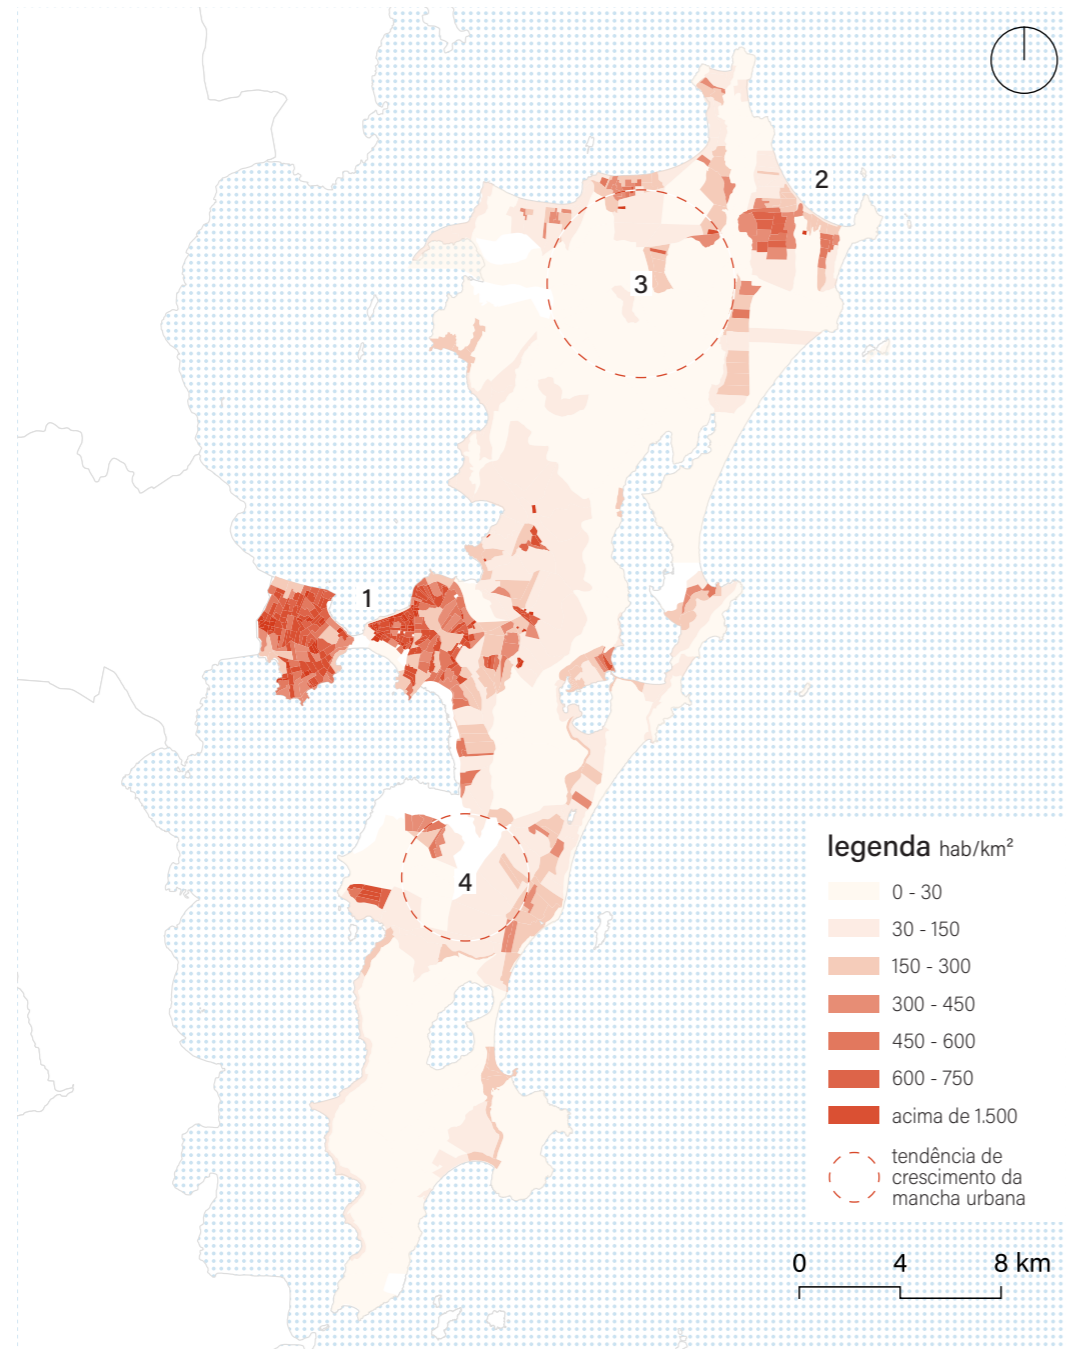 2
3
1
4
legenda hab/km²
0 - 30
30 - 150
150 - 300
300 - 450
450 - 600
600 - 750
acima de 1.500
tendência de
crescimento da
mancha urbana
0 4 8 km